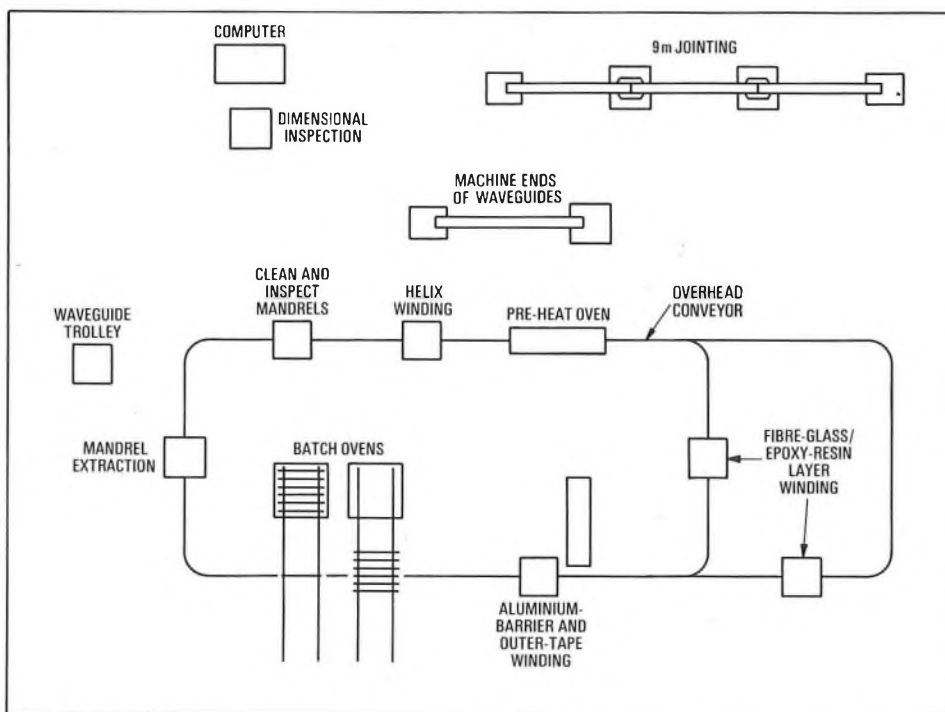 COMPUTER
9m JOINTING
DIMENSIONAL
INSPECTION
MACHINE ENDS
OF WAVEGUIDES
CLEAN AND
INSPECT
MANDRELS
HELIX
WINDING
PRE-HEAT OVEN
OVERHEAD
CONVEYOR
WAVEGUIDE
TROLLEY
MANDREL
EXTRACTION
BATCH OVENS
FIBRE-GLASS/
EPOXY-RESIN
LAYER
WINDING
ALUMINIUM-
BARRIER AND
OUTER-TAPE
WINDING